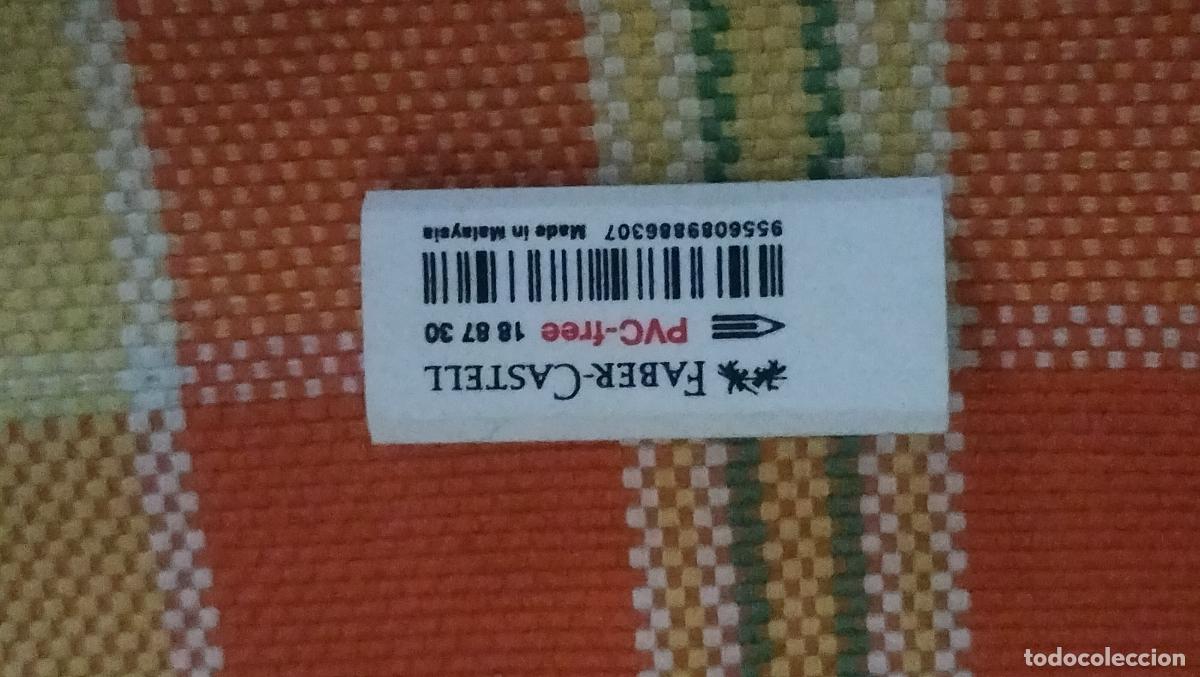 FABER-CASTELL
PVC-free 18 87 30
9556089886307 Made in Malaysia
todocoleccion